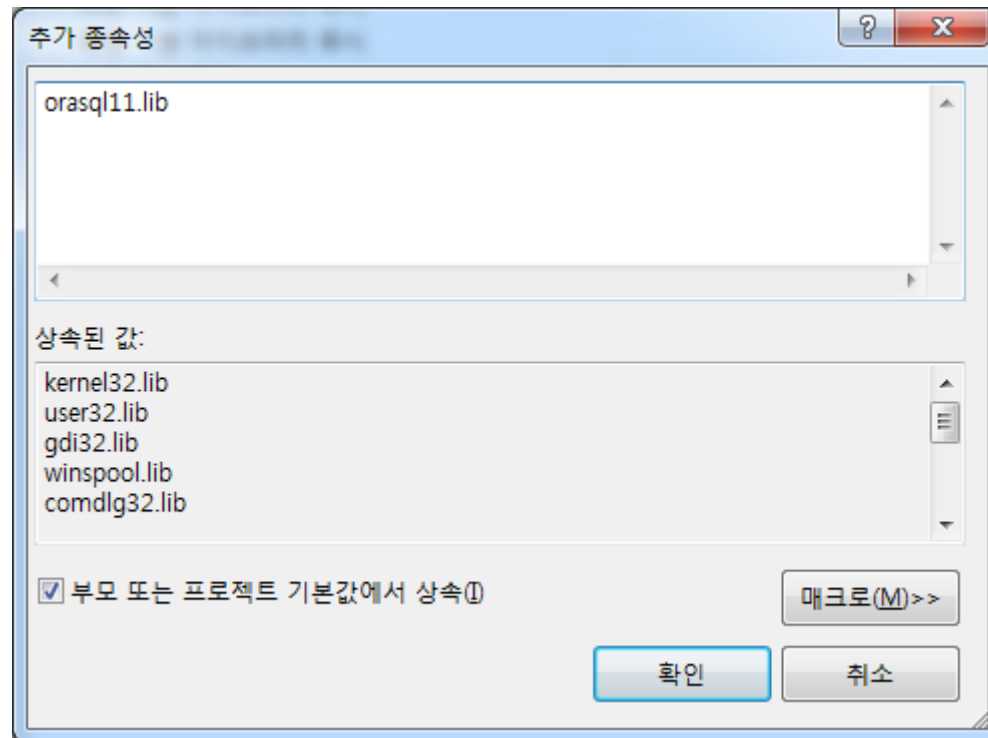 추가 종속성
orasql11.lib
상속된 값:
kernel32.lib
user32.lib
gdi32.lib
winspool.lib
comdlg32.lib
부모 또는 프로젝트 기본값에서 상속(I)
매크로(M)>>
확인
취소